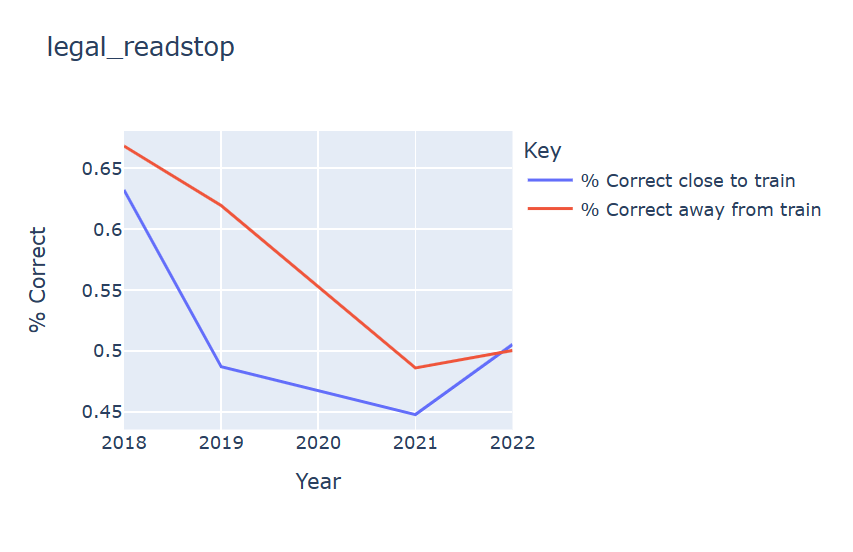 legal_readstop
Key
% Correct close to train
% Correct away from train
0.65
0.6
0.55
0.5
0.45
% Correct
2018 2019 2020 2021 2022
Year